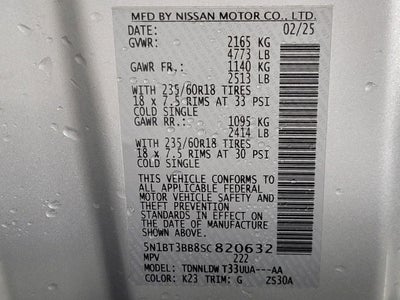 MFD BY NISSAN MOTOR CO., LTD.
DATE: 02/25
GVWR: 2165 KG
4773 LB
GAWR FR.: 1140 KG
2513 LB
WITH 235/60R18 TIRES
18 x 7.5 RIMS AT 33 PSI
COLD SINGLE
GAWR RR.: 1095 KG
2414 LB
WITH 235/60R18 TIRES
18 x 7.5 RIMS AT 30 PSI
COLD SINGLE
THIS VEHICLE CONFORMS
TO ALL APPLICABLE FEDERAL
MOTOR VEHICLE SAFETY AND
THEFT PREVENTION
STANDARDS IN EFFECT ON
THE DATE OF MANUFACTURE
SHOWN ABOVE.
5N1BT3BB8SC820632
MPV 222
MODEL: TDNNLDW T33UUA---AA
COLOR: K23 TRIM: G ZS30A